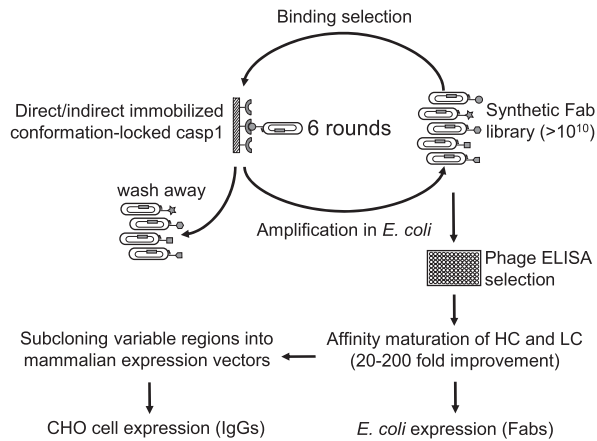 Binding selection
Direct/indirect immobilized
conformation-locked casp1
6 rounds
Synthetic Fab
library (>10¹⁰)
wash away
Amplification in E. coli
Phage ELISA
selection
Subcloning variable regions into
mammalian expression vectors
Affinity maturation of HC and LC
(20-200 fold improvement)
CHO cell expression (IgGs)
E. coli expression (Fabs)